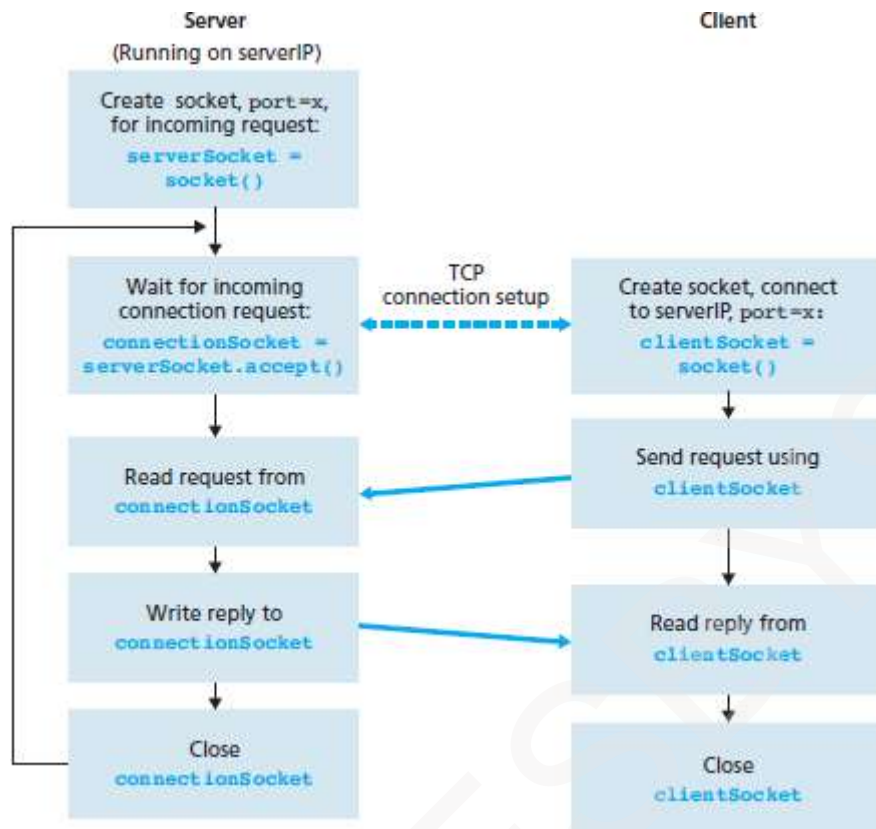 Server
(Running on serverIP)
Create socket, port=x,
for incoming request:
serverSocket =
socket()
Wait for incoming
connection request:
connectionSocket =
serverSocket.accept()
Read request from
connectionSocket
Write reply to
connectionSocket
Close
connectionSocket
TCP
connection setup
Client
Create socket, connect
to serverIP, port=x:
clientSocket =
socket()
Send request using
clientSocket
Read reply from
clientSocket
Close
clientSocket